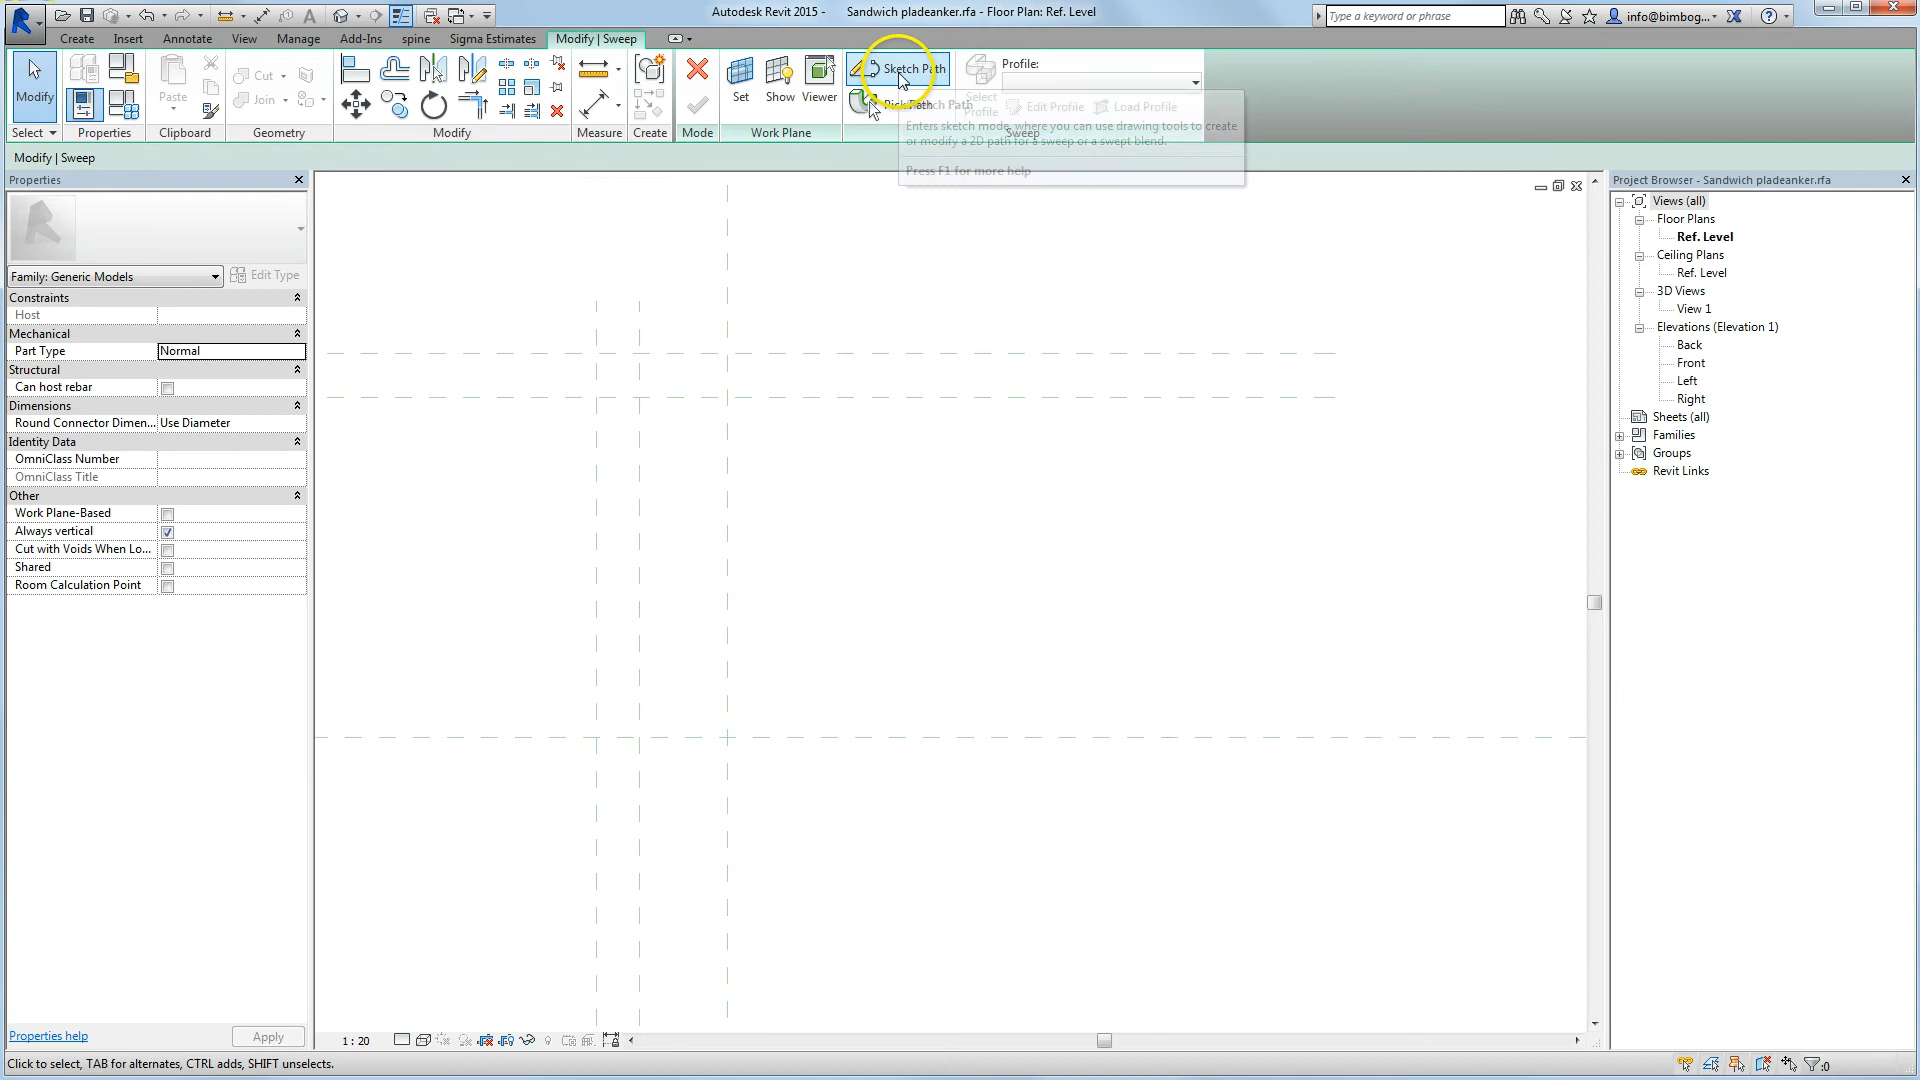 Autodesk Revit 2015 - Sandwich pladeanker.rfa - Floor Plan: Ref. Level
Type a keyword or phrase
info@bimbog...
Create Insert Annotate View Manage Add-Ins spine Sigma Estimates Modify | Sweep
Modify
Paste
Cut
Join
Set
Show
Viewer
Sketch Path
Pick Path
Select Profile
Profile:
Edit Profile
Load Profile
Select Properties Clipboard Geometry Modify Measure Create Mode Work Plane Sweep
Sketch Path
Enters sketch mode, where you can use drawing tools to create
or modify a 2D path for a sweep or a swept blend.
Press F1 for more help
Modify | Sweep
Properties
Family: Generic Models
Edit Type
Constraints
Host
Mechanical
Part Type Normal
Structural
Can host rebar
Dimensions
Round Connector Dimen... Use Diameter
Identity Data
OmniClass Number
OmniClass Title
Other
Work Plane-Based
Always vertical
Cut with Voids When Lo...
Shared
Room Calculation Point
Properties help
Apply
1 : 20
Project Browser - Sandwich pladeanker.rfa
Views (all)
Floor Plans
Ref. Level
Ceiling Plans
Ref. Level
3D Views
View 1
Elevations (Elevation 1)
Back
Front
Left
Right
Sheets (all)
Families
Groups
Revit Links
Click to select, TAB for alternates, CTRL adds, SHIFT unselects.
:0